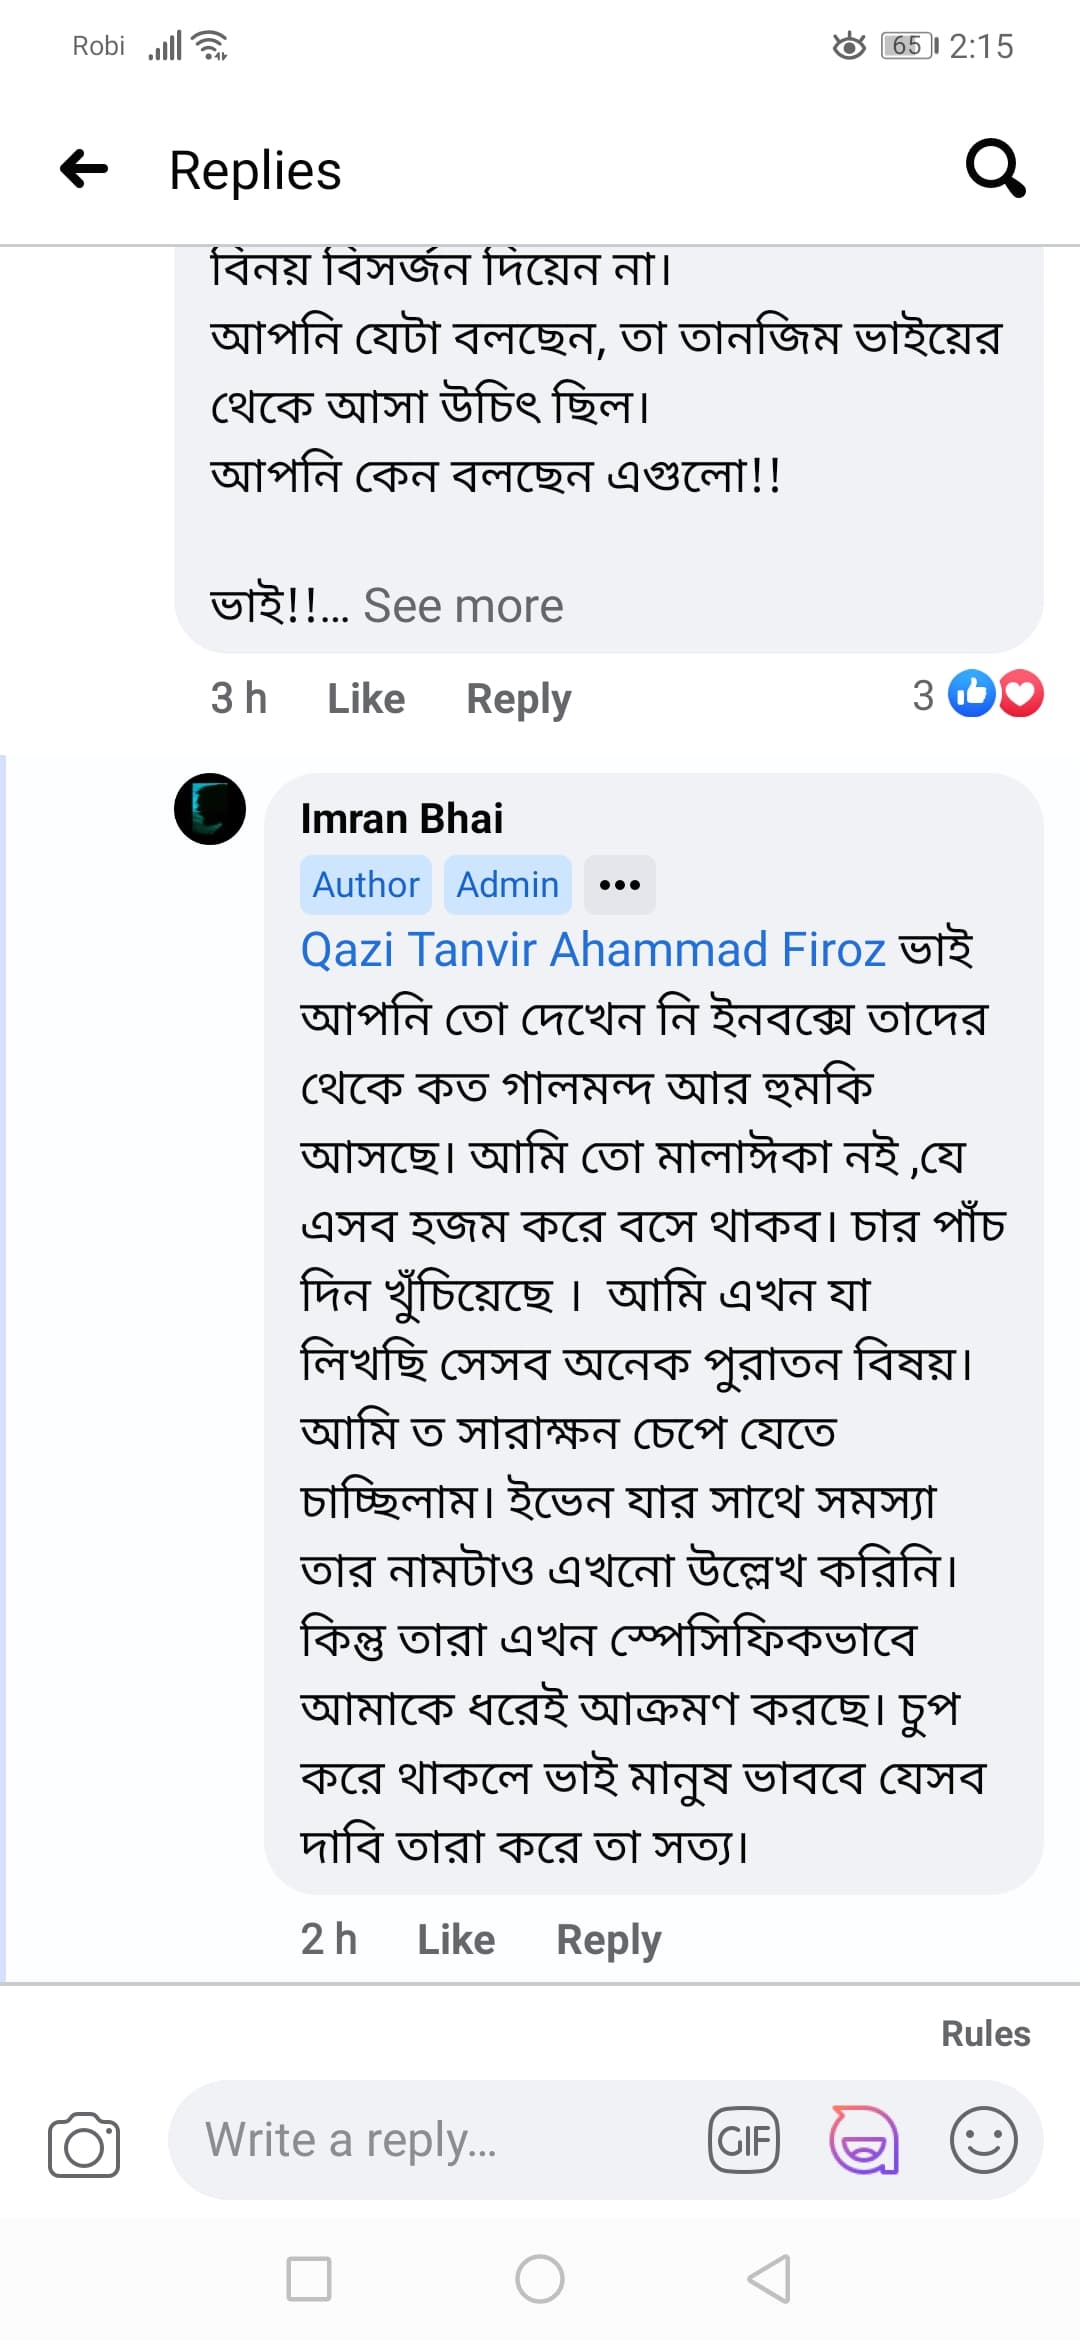 Robi
65 2:15
Replies
বিনয় বিসর্জন দিয়েন না।
আপনি যেটা বলছেন, তা তানজিম ভাইয়ের
থেকে আসা উচিৎ ছিল।
আপনি কেন বলছেন এগুলো!!
ভাই!!... See more
3 h Like Reply 3
Imran Bhai
Author Admin •••
Qazi Tanvir Ahammad Firoz ভাই
আপনি তো দেখেন নি ইনবক্সে তাদের
থেকে কত গালমন্দ আর হুমকি
আসছে। আমি তো মালাঈকা নই ,যে
এসব হজম করে বসে থাকব। চার পাঁচ
দিন খুঁচিয়েছে । আমি এখন যা
লিখছি সেসব অনেক পুরাতন বিষয়।
আমি ত সারাক্ষন চেপে যেতে
চাচ্ছিলাম। ইভেন যার সাথে সমস্যা
তার নামটাও এখনো উল্লেখ করিনি।
কিন্তু তারা এখন স্পেসিফিকভাবে
আমাকে ধরেই আক্রমণ করছে। চুপ
করে থাকলে ভাই মানুষ ভাববে যেসব
দাবি তারা করে তা সত্য।
2 h Like Reply
Rules
Write a reply... GIF